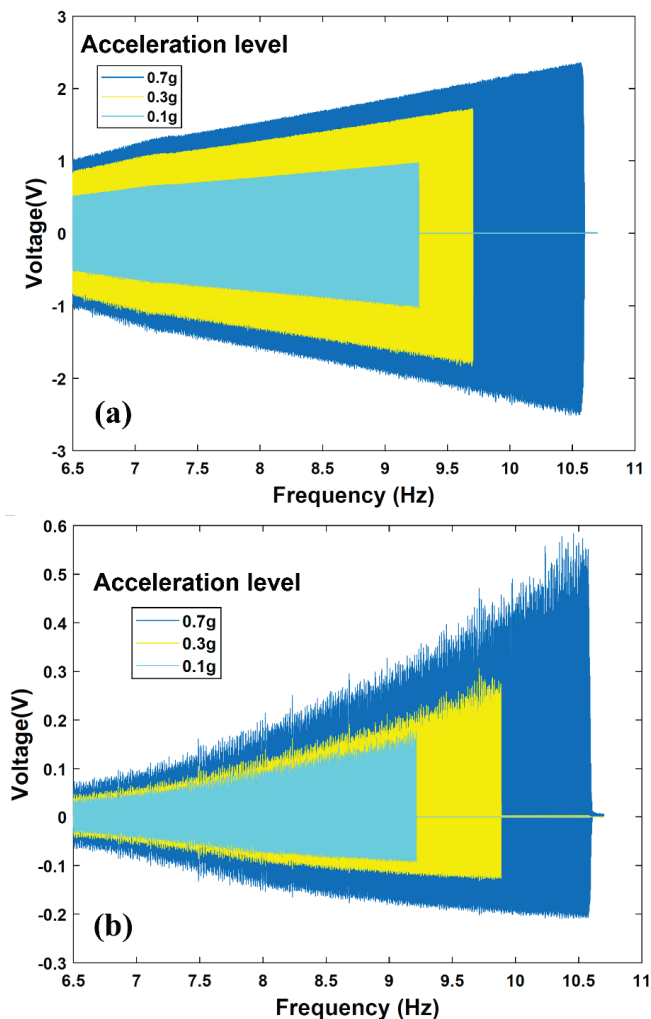 3
Acceleration level
2
0.7g
0.3g
0.1g
1
0
-1
-2
-3
Voltage(V)
(a)
6.5 7 7.5 8 8.5 9 9.5 10 10.5 11
Frequency (Hz)
0.6
0.5
Acceleration level
0.4
0.7g
0.3g
0.1g
0.3
0.2
0.1
0
-0.1
-0.2
-0.3
Voltage(V)
(b)
6.5 7 7.5 8 8.5 9 9.5 10 10.5 11
Frequency (Hz)